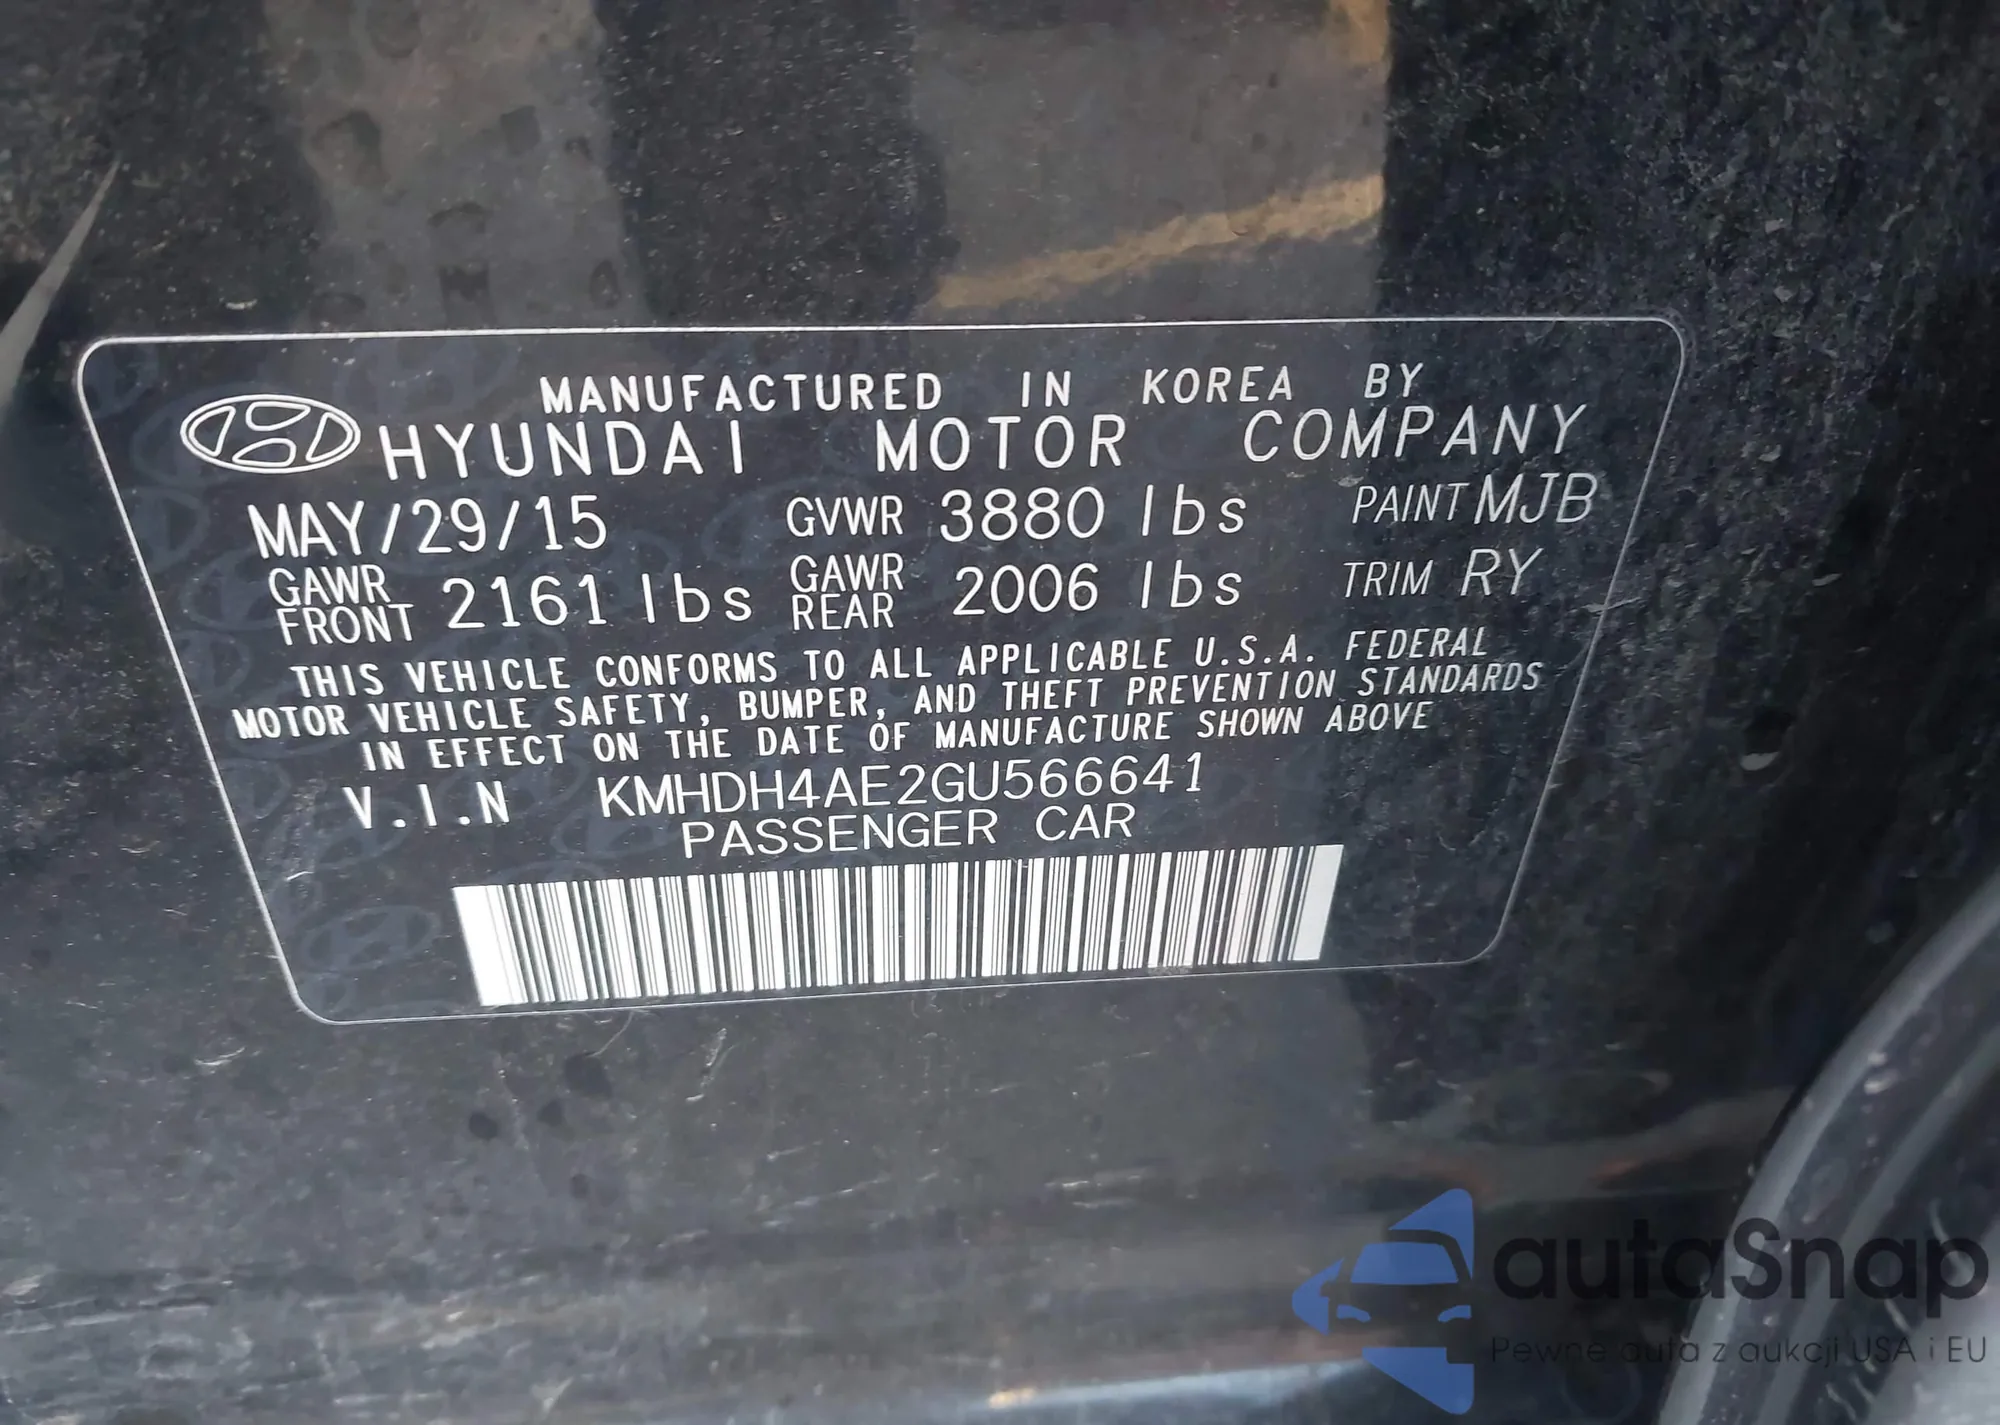 MANUFACTURED IN KOREA BY
HYUNDAI MOTOR COMPANY
MAY/29/15 GVWR 3880 lbs PAINT MJB
GAWR FRONT 2161 lbs GAWR REAR 2006 lbs TRIM RY
THIS VEHICLE CONFORMS TO ALL APPLICABLE U.S.A. FEDERAL
MOTOR VEHICLE SAFETY, BUMPER, AND THEFT PREVENTION STANDARDS
IN EFFECT ON THE DATE OF MANUFACTURE SHOWN ABOVE
V.I.N KMHDH4AE2GU566641
PASSENGER CAR
autaSnap
Pewne auta z aukcji USA i EU